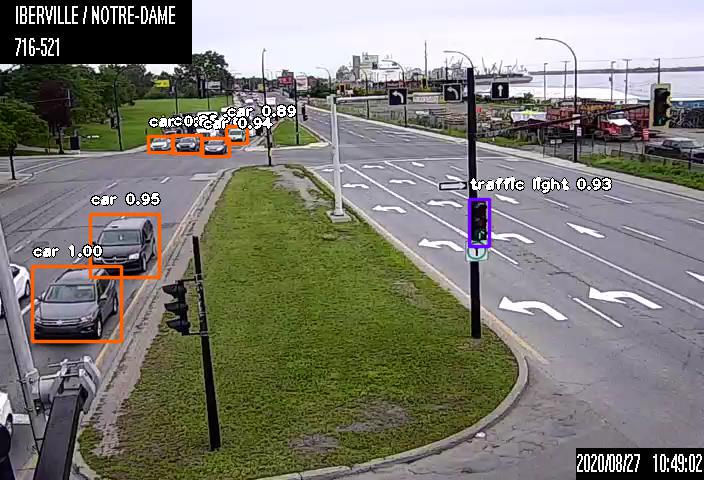 IBERVILLE / NOTRE-DAME
716-521
car 0.89
car 0.94
car 0.95
traffic light 0.93
car 1.00
2020/08/27 10:49:02